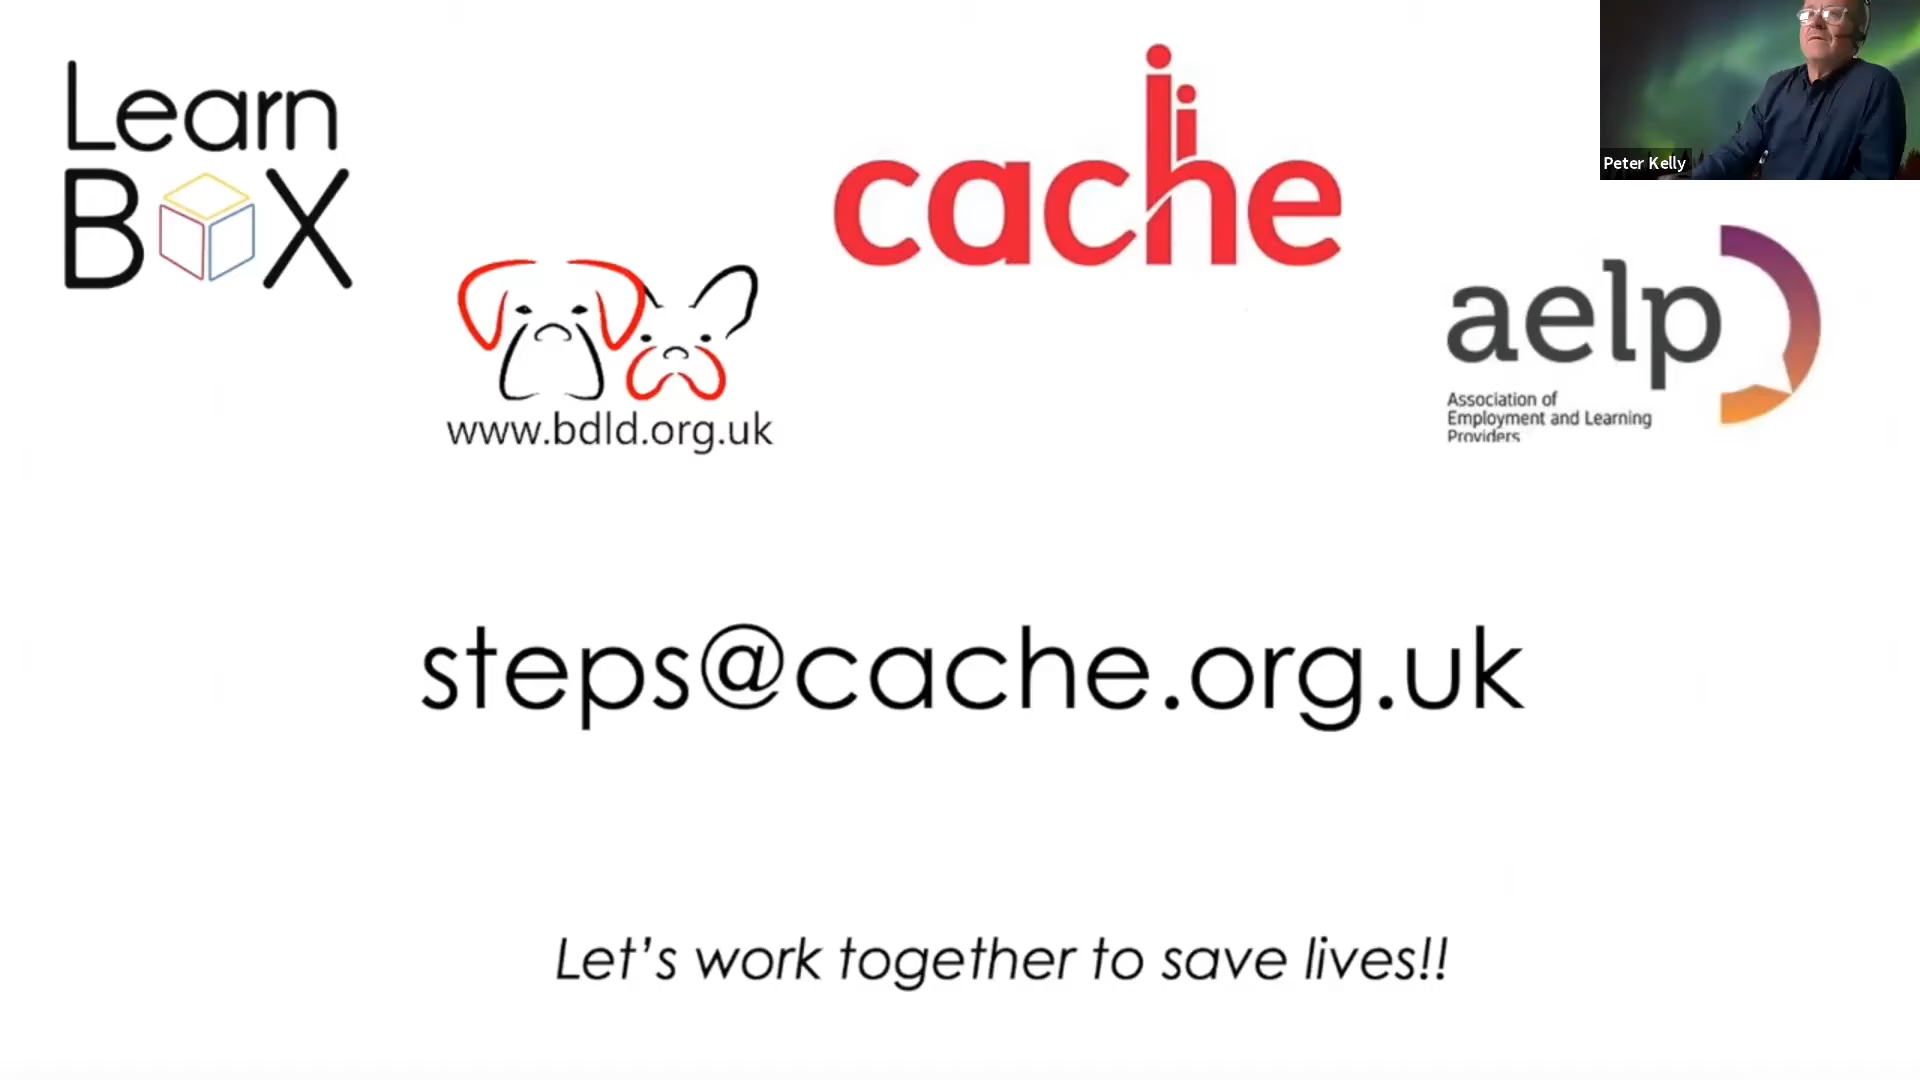 Learn
BOX
cache
Peter Kelly
aelp
Association of
Employment and Learning
Providers
www.bdld.org.uk
steps@cache.org.uk
Let's work together to save lives!!